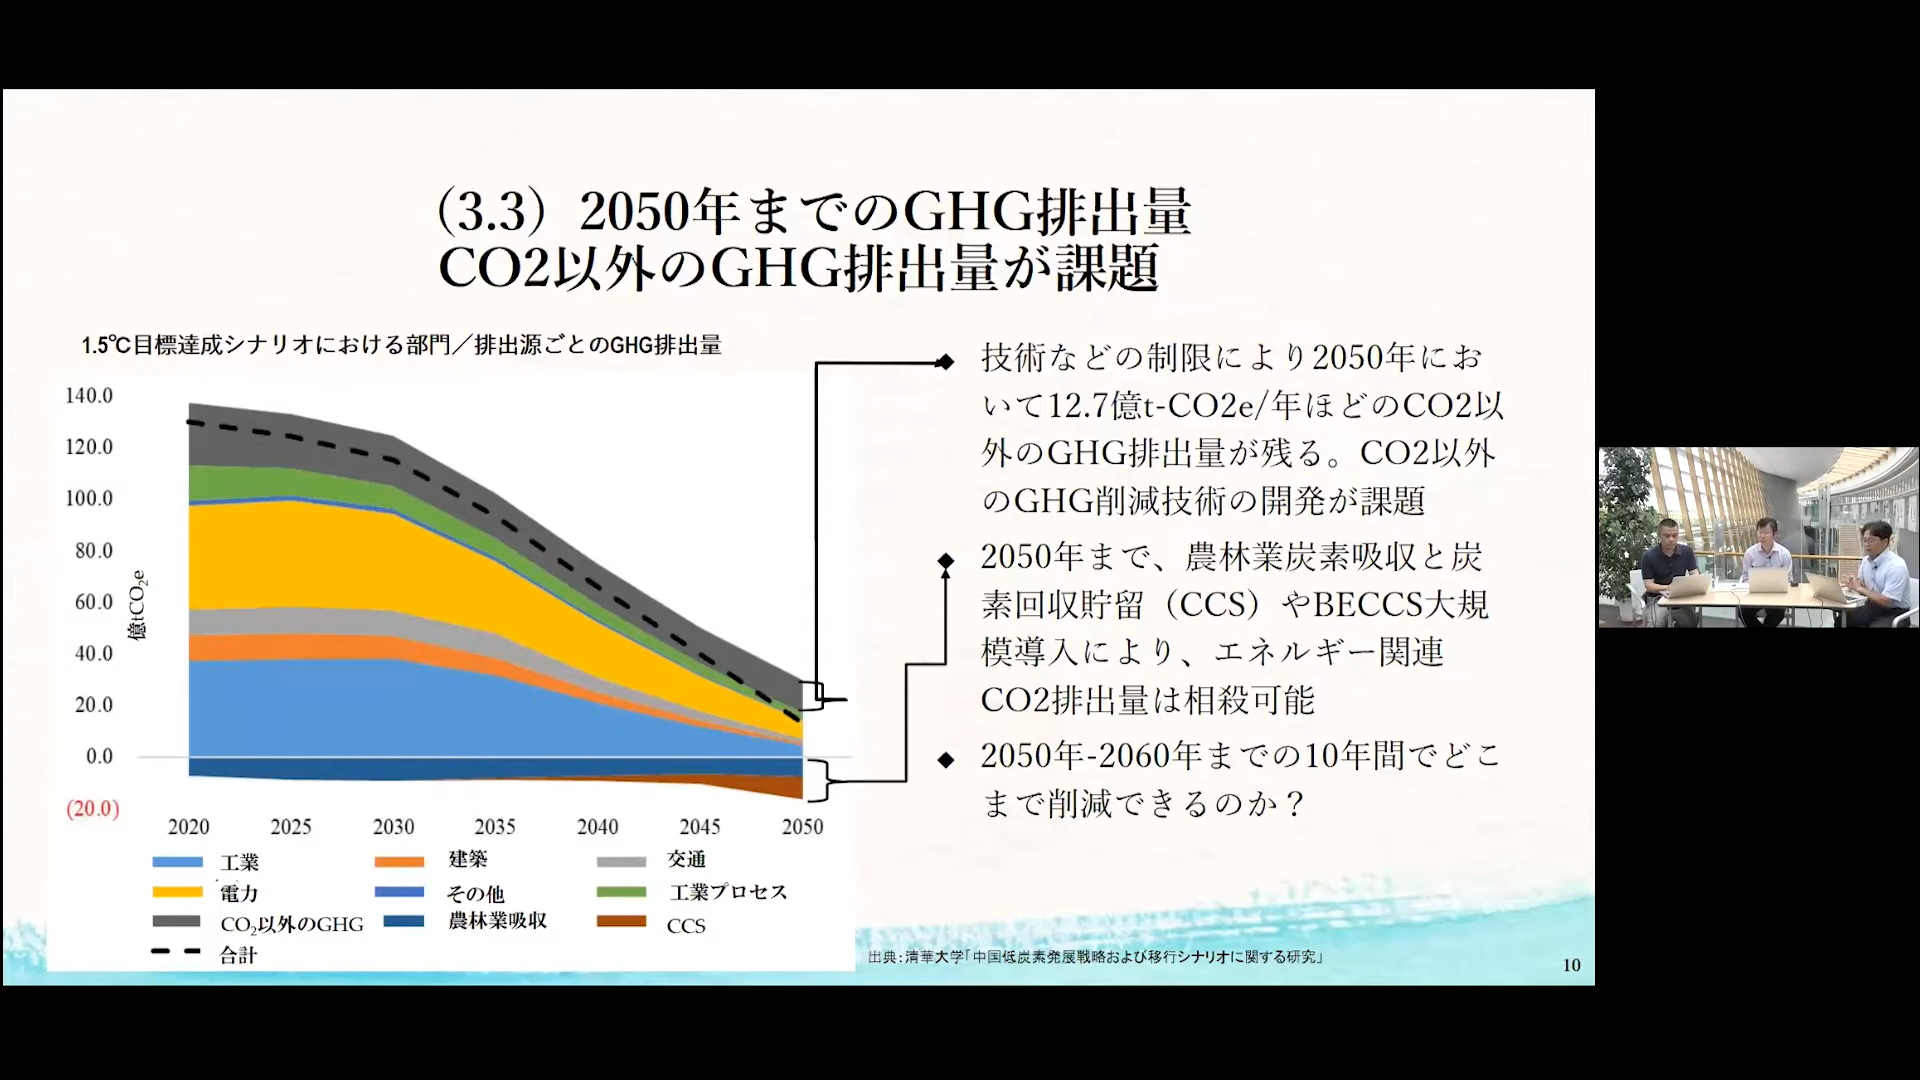 （3.3）2050年までのGHG排出量
CO2以外のGHG排出量が課題
1.5℃目標達成シナリオにおける部門／排出源ごとのGHG排出量
140.0
120.0
100.0
80.0
60.0
40.0
20.0
0.0
(20.0)
億tCO₂e
2020 2025 2030 2035 2040 2045 2050
工業 建築 交通
電力 その他 工業プロセス
CO₂以外のGHG 農林業吸収 CCS
合計
◆ 技術などの制限により2050年にお
いて12.7億t-CO2e/年ほどのCO2以
外のGHG排出量が残る。CO2以外
のGHG削減技術の開発が課題
◆ 2050年まで、農林業炭素吸収と炭
素回収貯留（CCS）やBECCS大規
模導入により、エネルギー関連
CO2排出量は相殺可能
◆ 2050年-2060年までの10年間でどこ
まで削減できるのか？
出典：清華大学「中国低炭素発展戦略および移行シナリオに関する研究」
10